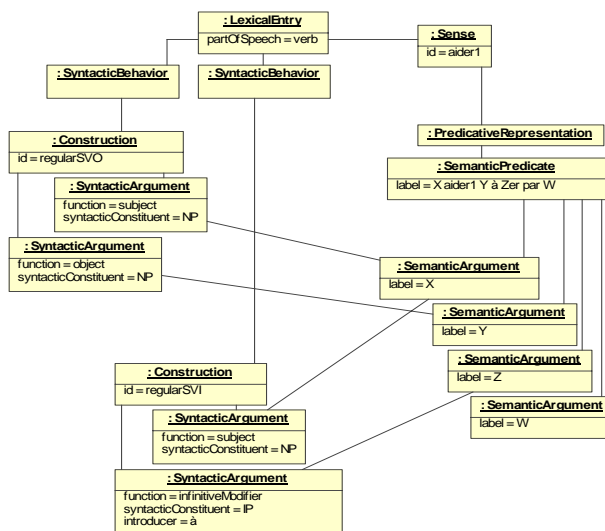 : LexicalEntry
partOfSpeech = verb
: Sense
id = aider1
: SyntacticBehavior
: SyntacticBehavior
: PredicativeRepresentation
: Construction
id = regularSVO
: SemanticPredicate
label = X aider1 Y à Zer par W
: SyntacticArgument
function = subject
syntacticConstituent = NP
: SyntacticArgument
function = object
syntacticConstituent = NP
: SemanticArgument
label = X
: SemanticArgument
label = Y
: SemanticArgument
label = Z
: Construction
id = regularSVI
: SemanticArgument
label = W
: SyntacticArgument
function = subject
syntacticConstituent = NP
: SyntacticArgument
function = infinitiveModifier
syntacticConstituent = IP
introducer = à